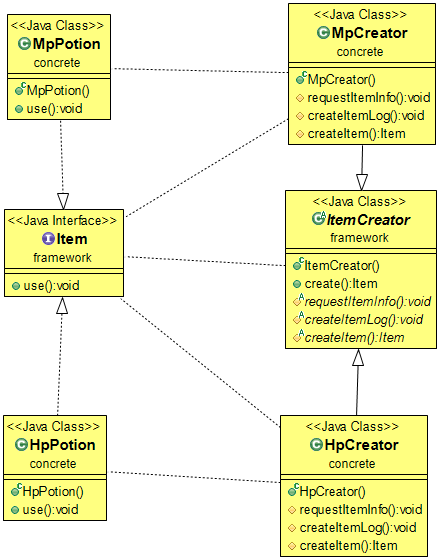 <<Java Class>>
MpPotion
concrete
MpPotion()
use():void
<<Java Class>>
MpCreator
concrete
MpCreator()
requestItemInfo():void
createItemLog():void
createItem():Item
<<Java Interface>>
Item
framework
use():void
<<Java Class>>
ItemCreator
framework
ItemCreator()
create():Item
requestItemInfo():void
createItemLog():void
createItem():Item
<<Java Class>>
HpPotion
concrete
HpPotion()
use():void
<<Java Class>>
HpCreator
concrete
HpCreator()
requestItemInfo():void
createItemLog():void
createItem():Item